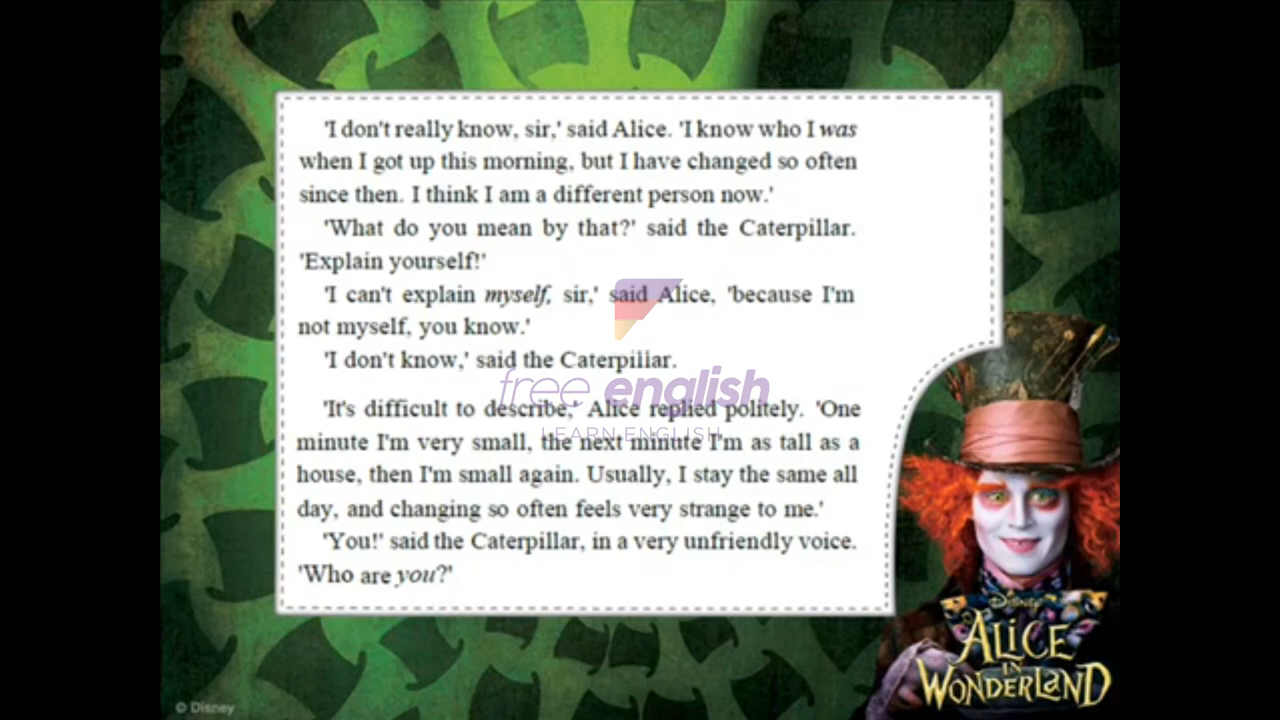 'I don't really know, sir,' said Alice. 'I know who I was
when I got up this morning, but I have changed so often
since then. I think I am a different person now.'
'What do you mean by that?' said the Caterpillar.
'Explain yourself!'
'I can't explain myself, sir,' said Alice, 'because I'm
not myself, you know.'
'I don't know,' said the Caterpillar.
free english
'It's difficult to describe,' Alice replied politely. 'One
LEARN ENGLISH
minute I'm very small, the next minute I'm as tall as a
house, then I'm small again. Usually, I stay the same all
day, and changing so often feels very strange to me.'
'You!' said the Caterpillar, in a very unfriendly voice.
'Who are you?'
DISNEY
ALICE
IN
WONDERLAND
© Disney